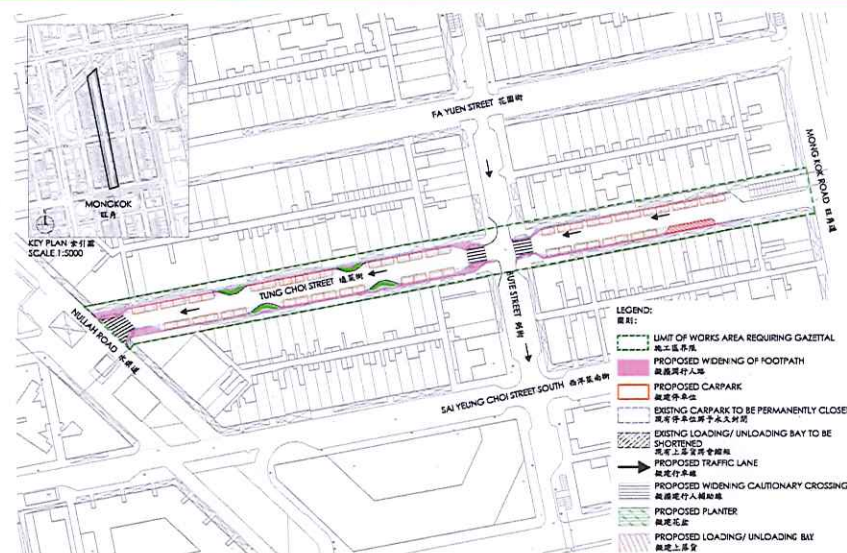 MONGKOK
旺角
KEY PLAN 索引圖
SCALE 1:5000
FA YUEN STREET 花園街
MONG KOK ROAD 旺角道
TUNG CHOI STREET 通菜街
BUTE STREET 弼街
NULLAH ROAD 水渠道
SAI YEUNG CHOI STREET SOUTH 西洋菜南街
LEGEND:
圖則:
LIMIT OF WORKS AREA REQUIRING GAZETTAL
施工區界限
PROPOSED WIDENING OF FOOTPATH
擬擴闊行人路
PROPOSED CARPARK
擬建停車位
EXISTNG CARPARK TO BE PERMANENTLY CLOSED
現有停車位將予永久封閉
EXISTNG LOADING/ UNLOADING BAY TO BE
SHORTENED
現有上落貨將會縮短
PROPOSED TRAFFIC LANE
擬建行車線
PROPOSED WIDENING CAUTIONARY CROSSING
擬擴建行人輔助線
PROPOSED PLANTER
擬建花盆
PROPOSED LOADING/ UNLOADING BAY
擬建上落貨